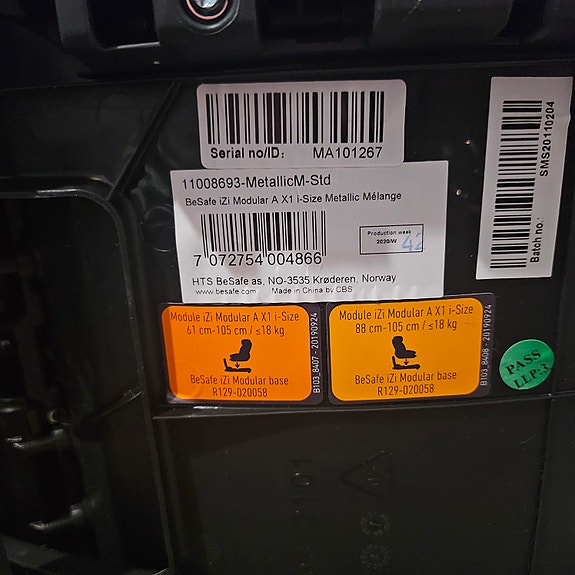 Serial no/ID: MA101267
11008693-MetallicM-Std
BeSafe iZi Modular A X1 i-Size Metallic Mélange
7 072754 004866
Production week
2020/W 42
HTS BeSafe as, NO-3535 Krøderen, Norway
www.besafe.com Made in China by CBS
Batch no.:
SMS20110204
Module iZi Modular A X1 i-Size
61 cm-105 cm / ≤18 kg
BeSafe iZi Modular base
R129-020058
B103_8407 - 20190924
Module iZi Modular A X1 i-Size
88 cm-105 cm / ≤18 kg
BeSafe iZi Modular base
R129-020058
B103_8408 - 20190924
PASS
LLP:3